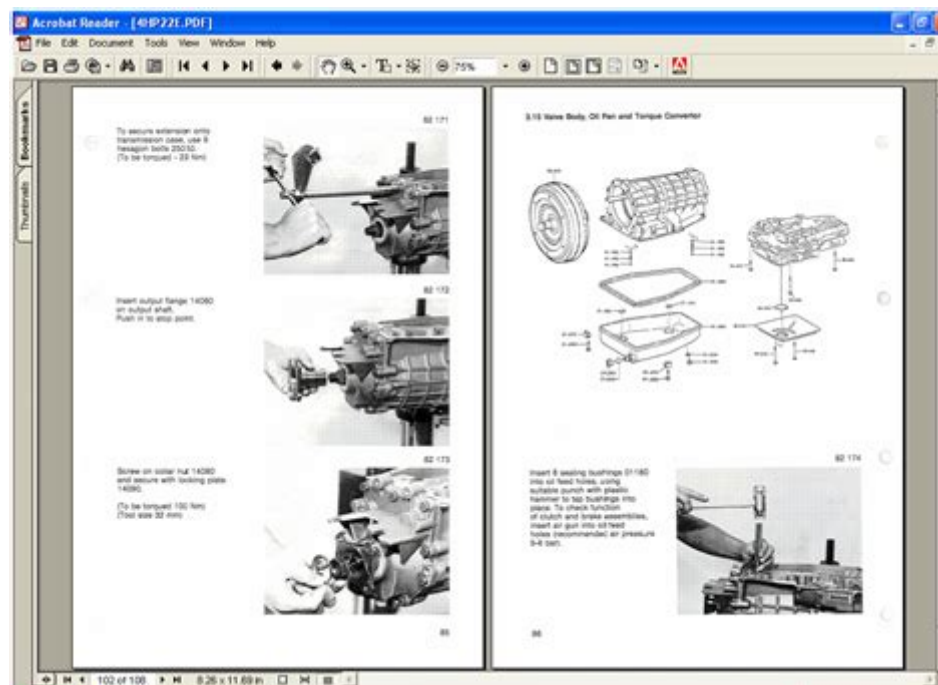 Acrobat Reader - [4HP22E.PDF]
File Edit Document Tools View Window Help
75%
Bookmarks
Thumbnails
82 171
To secure extension onto
transmission case, use 9
hexagon bolts
(To be torqued - 23 Nm)
82 172
Insert output flange 14060
on output shaft.
Push in to stop point.
82 173
Screw on collar nut 14080
and secure with locking plate
14090.
(To be torqued 100 Nm)
(Tool size 32 mm)
85
3.15 Valve Body, Oil Pan and Torque Convertor
82 174
Insert 8 sealing bushings 01160
into oil feed holes, using
suitable punch with plastic
hammer to tap bushings into
place. To check function
of clutch and brake assemblies,
insert air gun into oil feed
holes (recommended air pressure
5-6 bar).
86
102 of 108
8.26 x 11.69 in